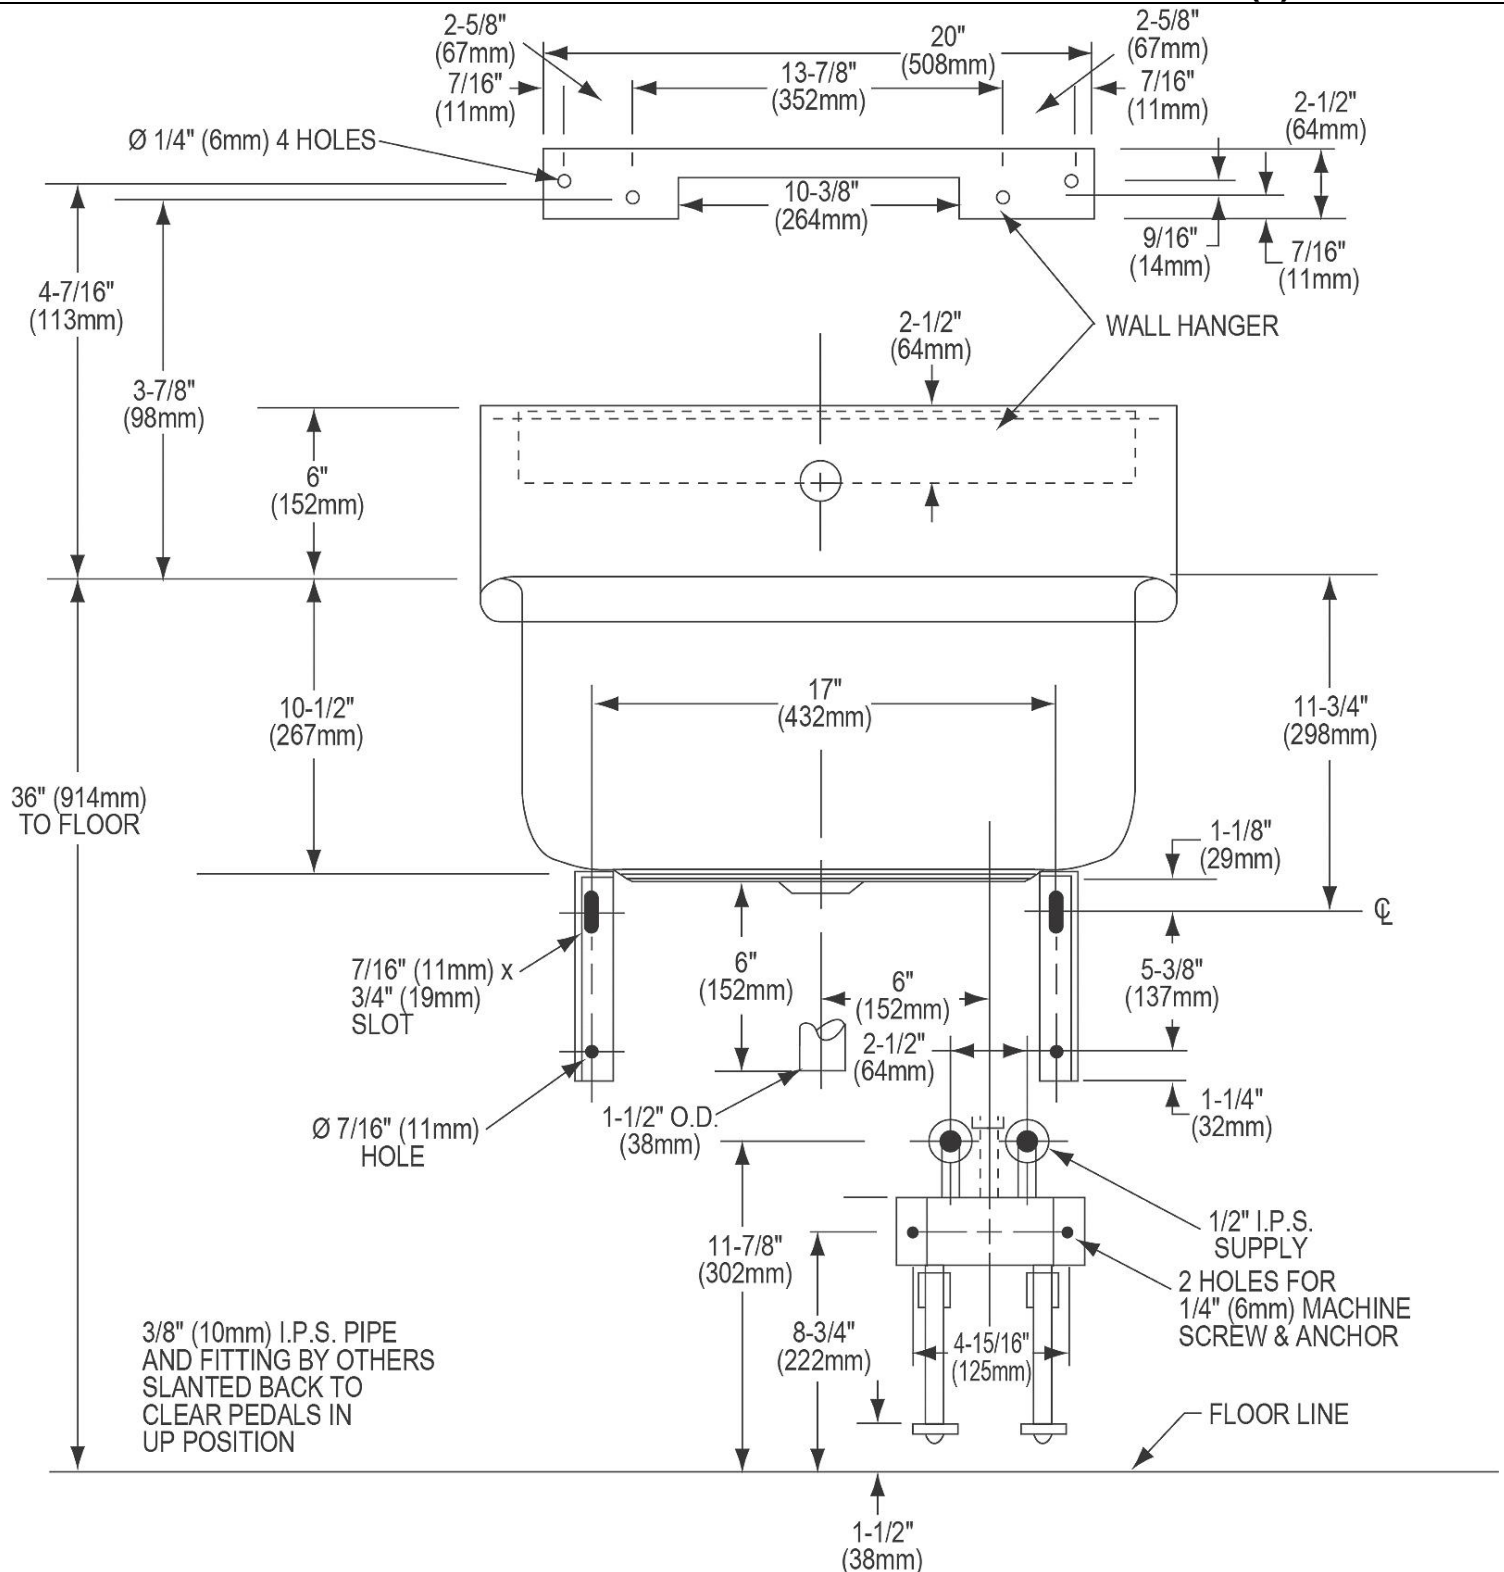 2-5/8"
(67mm)
20"
(508mm)
2-5/8"
(67mm)
7/16"
(11mm)
13-7/8"
(352mm)
7/16"
(11mm)
2-1/2"
(64mm)
Ø 1/4" (6mm) 4 HOLES
10-3/8"
(264mm)
9/16"
(14mm)
7/16"
(11mm)
4-7/16"
(113mm)
WALL HANGER
2-1/2"
(64mm)
3-7/8"
(98mm)
6"
(152mm)
17"
(432mm)
10-1/2"
(267mm)
11-3/4"
(298mm)
36" (914mm)
TO FLOOR
1-1/8"
(29mm)
℄
7/16" (11mm) x
3/4" (19mm)
SLOT
6"
(152mm)
6"
(152mm)
5-3/8"
(137mm)
2-1/2"
(64mm)
1-1/4"
(32mm)
Ø 7/16" (11mm)
HOLE
1-1/2" O.D.
(38mm)
1/2" I.P.S.
SUPPLY
11-7/8"
(302mm)
2 HOLES FOR
1/4" (6mm) MACHINE
SCREW & ANCHOR
3/8" (10mm) I.P.S. PIPE
AND FITTING BY OTHERS
SLANTED BACK TO
CLEAR PEDALS IN
UP POSITION
8-3/4"
(222mm)
4-15/16"
(125mm)
FLOOR LINE
1-1/2"
(38mm)